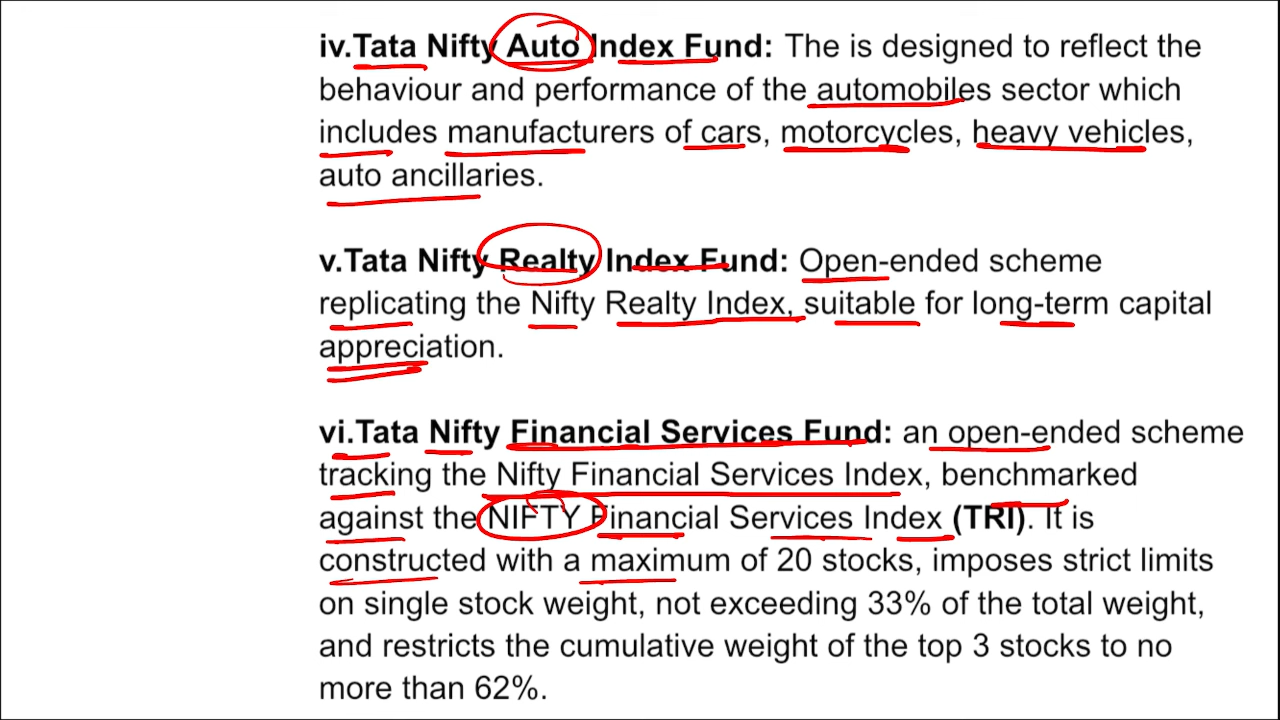 iv.Tata Nifty Auto Index Fund: The is designed to reflect the
behaviour and performance of the automobiles sector which
includes manufacturers of cars, motorcycles, heavy vehicles,
auto ancillaries.
v.Tata Nifty Realty Index Fund: Open-ended scheme
replicating the Nifty Realty Index, suitable for long-term capital
appreciation.
vi.Tata Nifty Financial Services Fund: an open-ended scheme
tracking the Nifty Financial Services Index, benchmarked
against the NIFTY Financial Services Index (TRI). It is
constructed with a maximum of 20 stocks, imposes strict limits
on single stock weight, not exceeding 33% of the total weight,
and restricts the cumulative weight of the top 3 stocks to no
more than 62%.